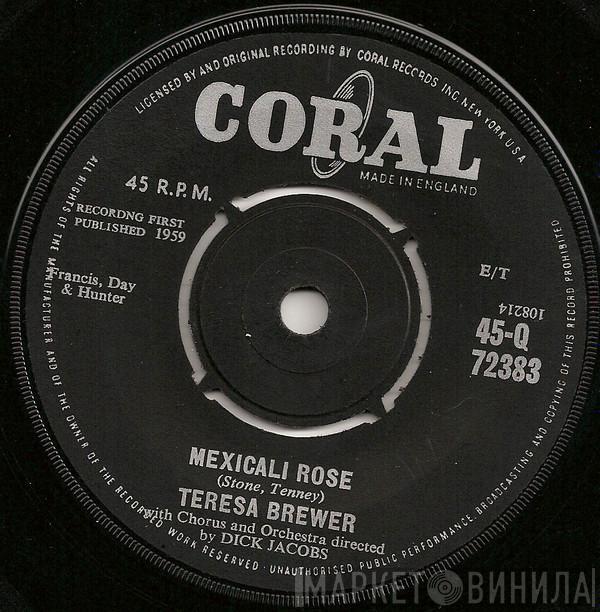 LICENSED BY AND ORIGINAL RECORDING BY CORAL RECORDS INC, NEW YORK U.S.A.
CORAL
MADE IN ENGLAND
45 R.P.M.
RECORDNG FIRST
PUBLISHED 1959
Francis, Day
& Hunter
E/T
108214
45-Q
72383
MEXICALI ROSE
(Stone, Tenney)
TERESA BREWER
with Chorus and Orchestra directed
by DICK JACOBS
ALL RIGHTS OF THE MANUFACTURER AND OF THE OWNER OF THE RECORDED WORK RESERVED · UNAUTHORISED PUBLIC PERFORMANCE, BROADCASTING AND COPYING OF THIS RECORD PROHIBITED
МАРКЕТ ВИНИЛА